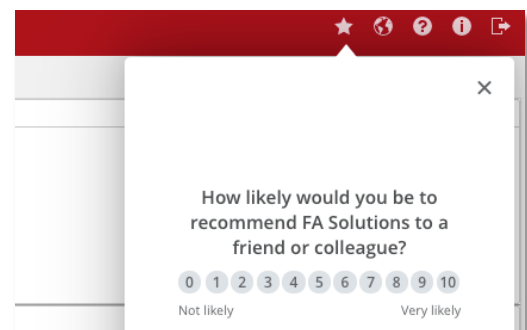 How likely would you be to
recommend FA Solutions to a
friend or colleague?
0 1 2 3 4 5 6 7 8 9 10
Not likely Very likely